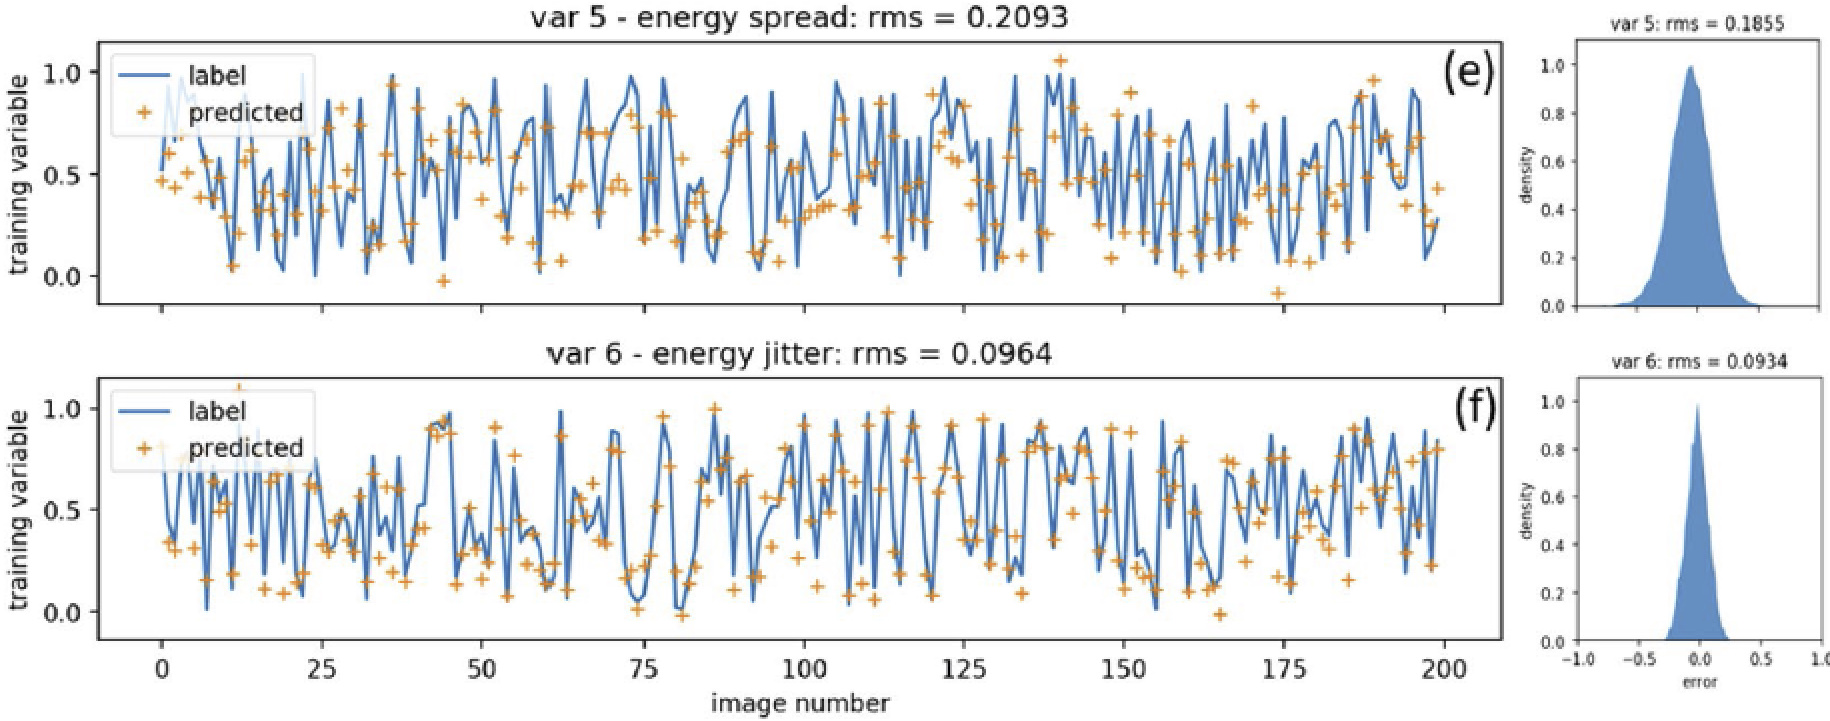 var 5 - energy spread: rms = 0.2093
training variable
1.0
0.5
0.0
label
predicted
(e)
var 5: rms = 0.1855
density
1.0
0.8
0.6
0.4
0.2
0.0
var 6 - energy jitter: rms = 0.0964
training variable
1.0
0.5
0.0
label
predicted
(f)
0 25 50 75 100 125 150 175 200
image number
var 6: rms = 0.0934
density
1.0
0.8
0.6
0.4
0.2
0.0
−1.0 −0.5 0.0 0.5 1.0
error